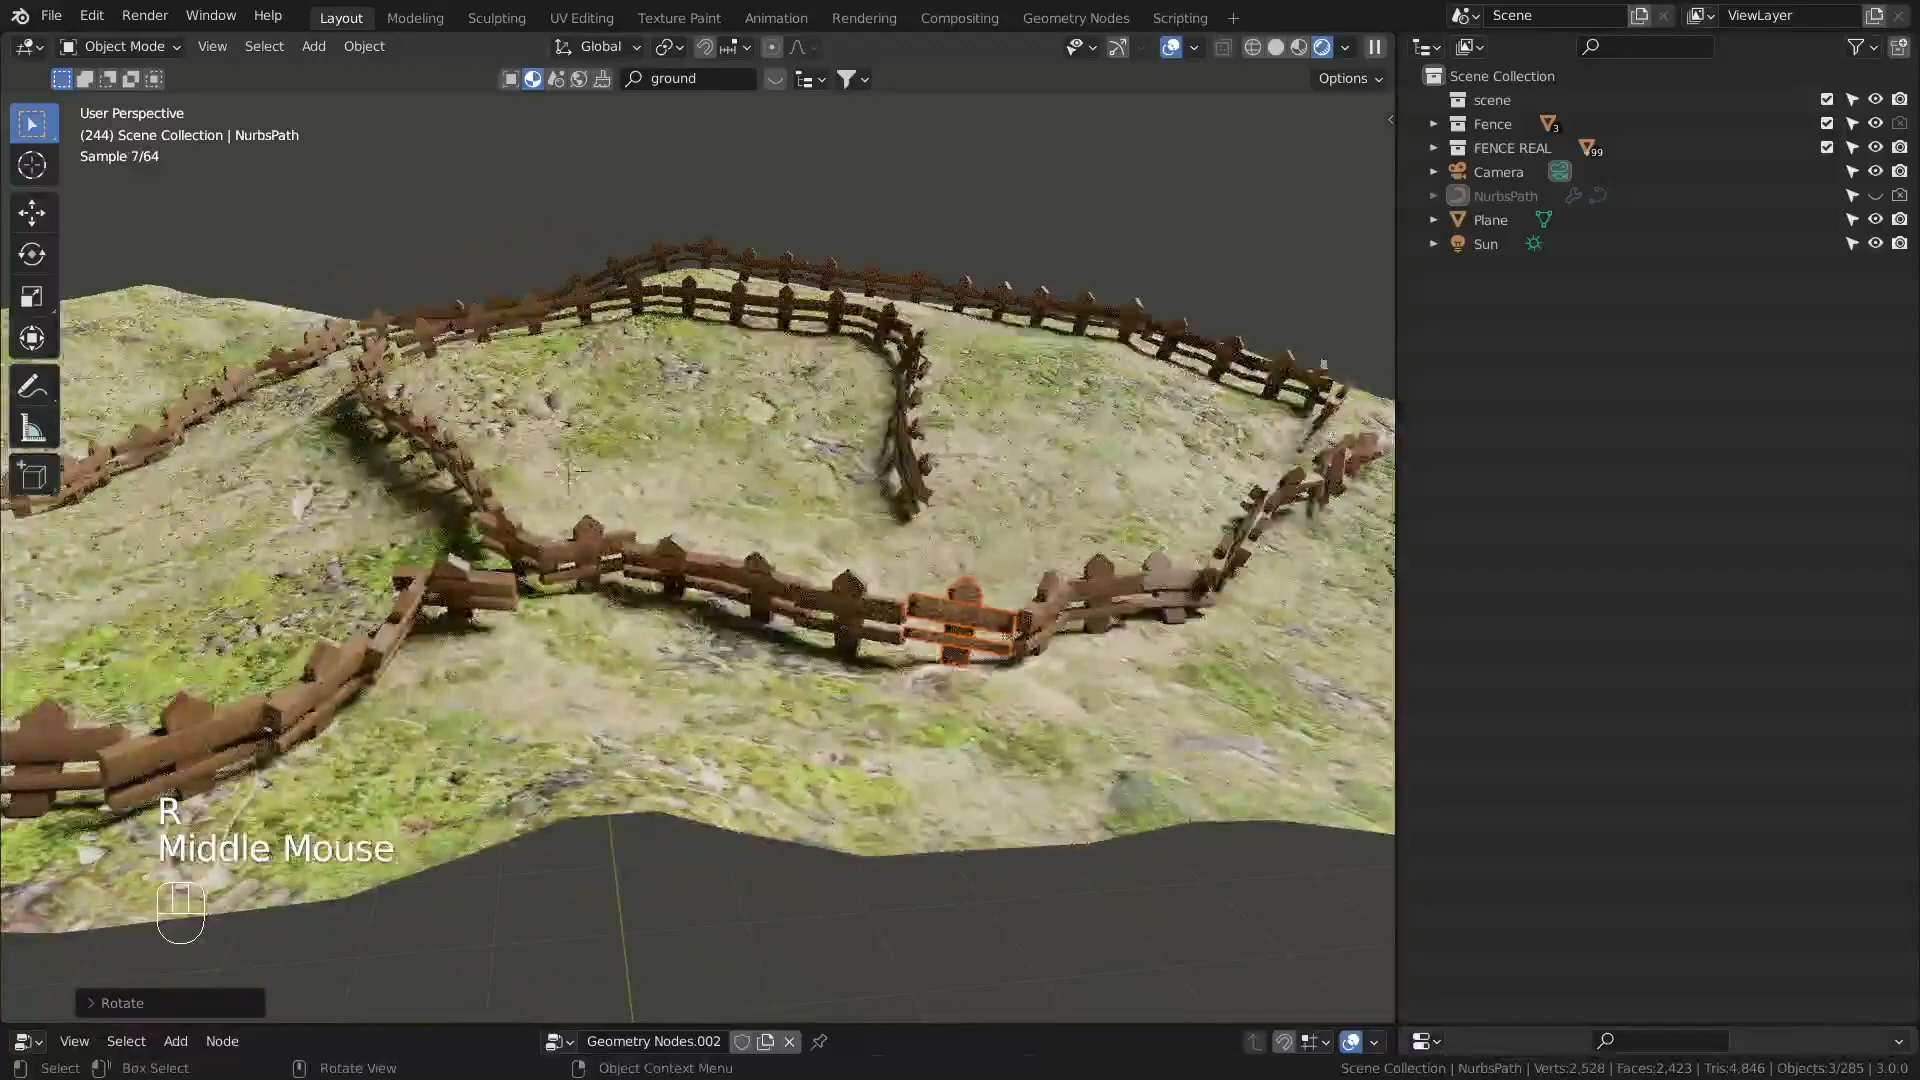 File Edit Render Window Help
Layout Modeling Sculpting UV Editing Texture Paint Animation Rendering Compositing Geometry Nodes Scripting +
Scene
ViewLayer
Object Mode View Select Add Object
Global
ground
Options
User Perspective
(244) Scene Collection | NurbsPath
Sample 7/64
Scene Collection
scene
Fence 3
FENCE REAL 99
Camera
NurbsPath
Plane
Sun
R
Middle Mouse
Rotate
View Select Add Node
Geometry Nodes.002
Select Box Select Rotate View Object Context Menu
Scene Collection | NurbsPath | Verts:2,528 | Faces:2,423 | Tris:4,846 | Objects:3/285 | 3.0.0